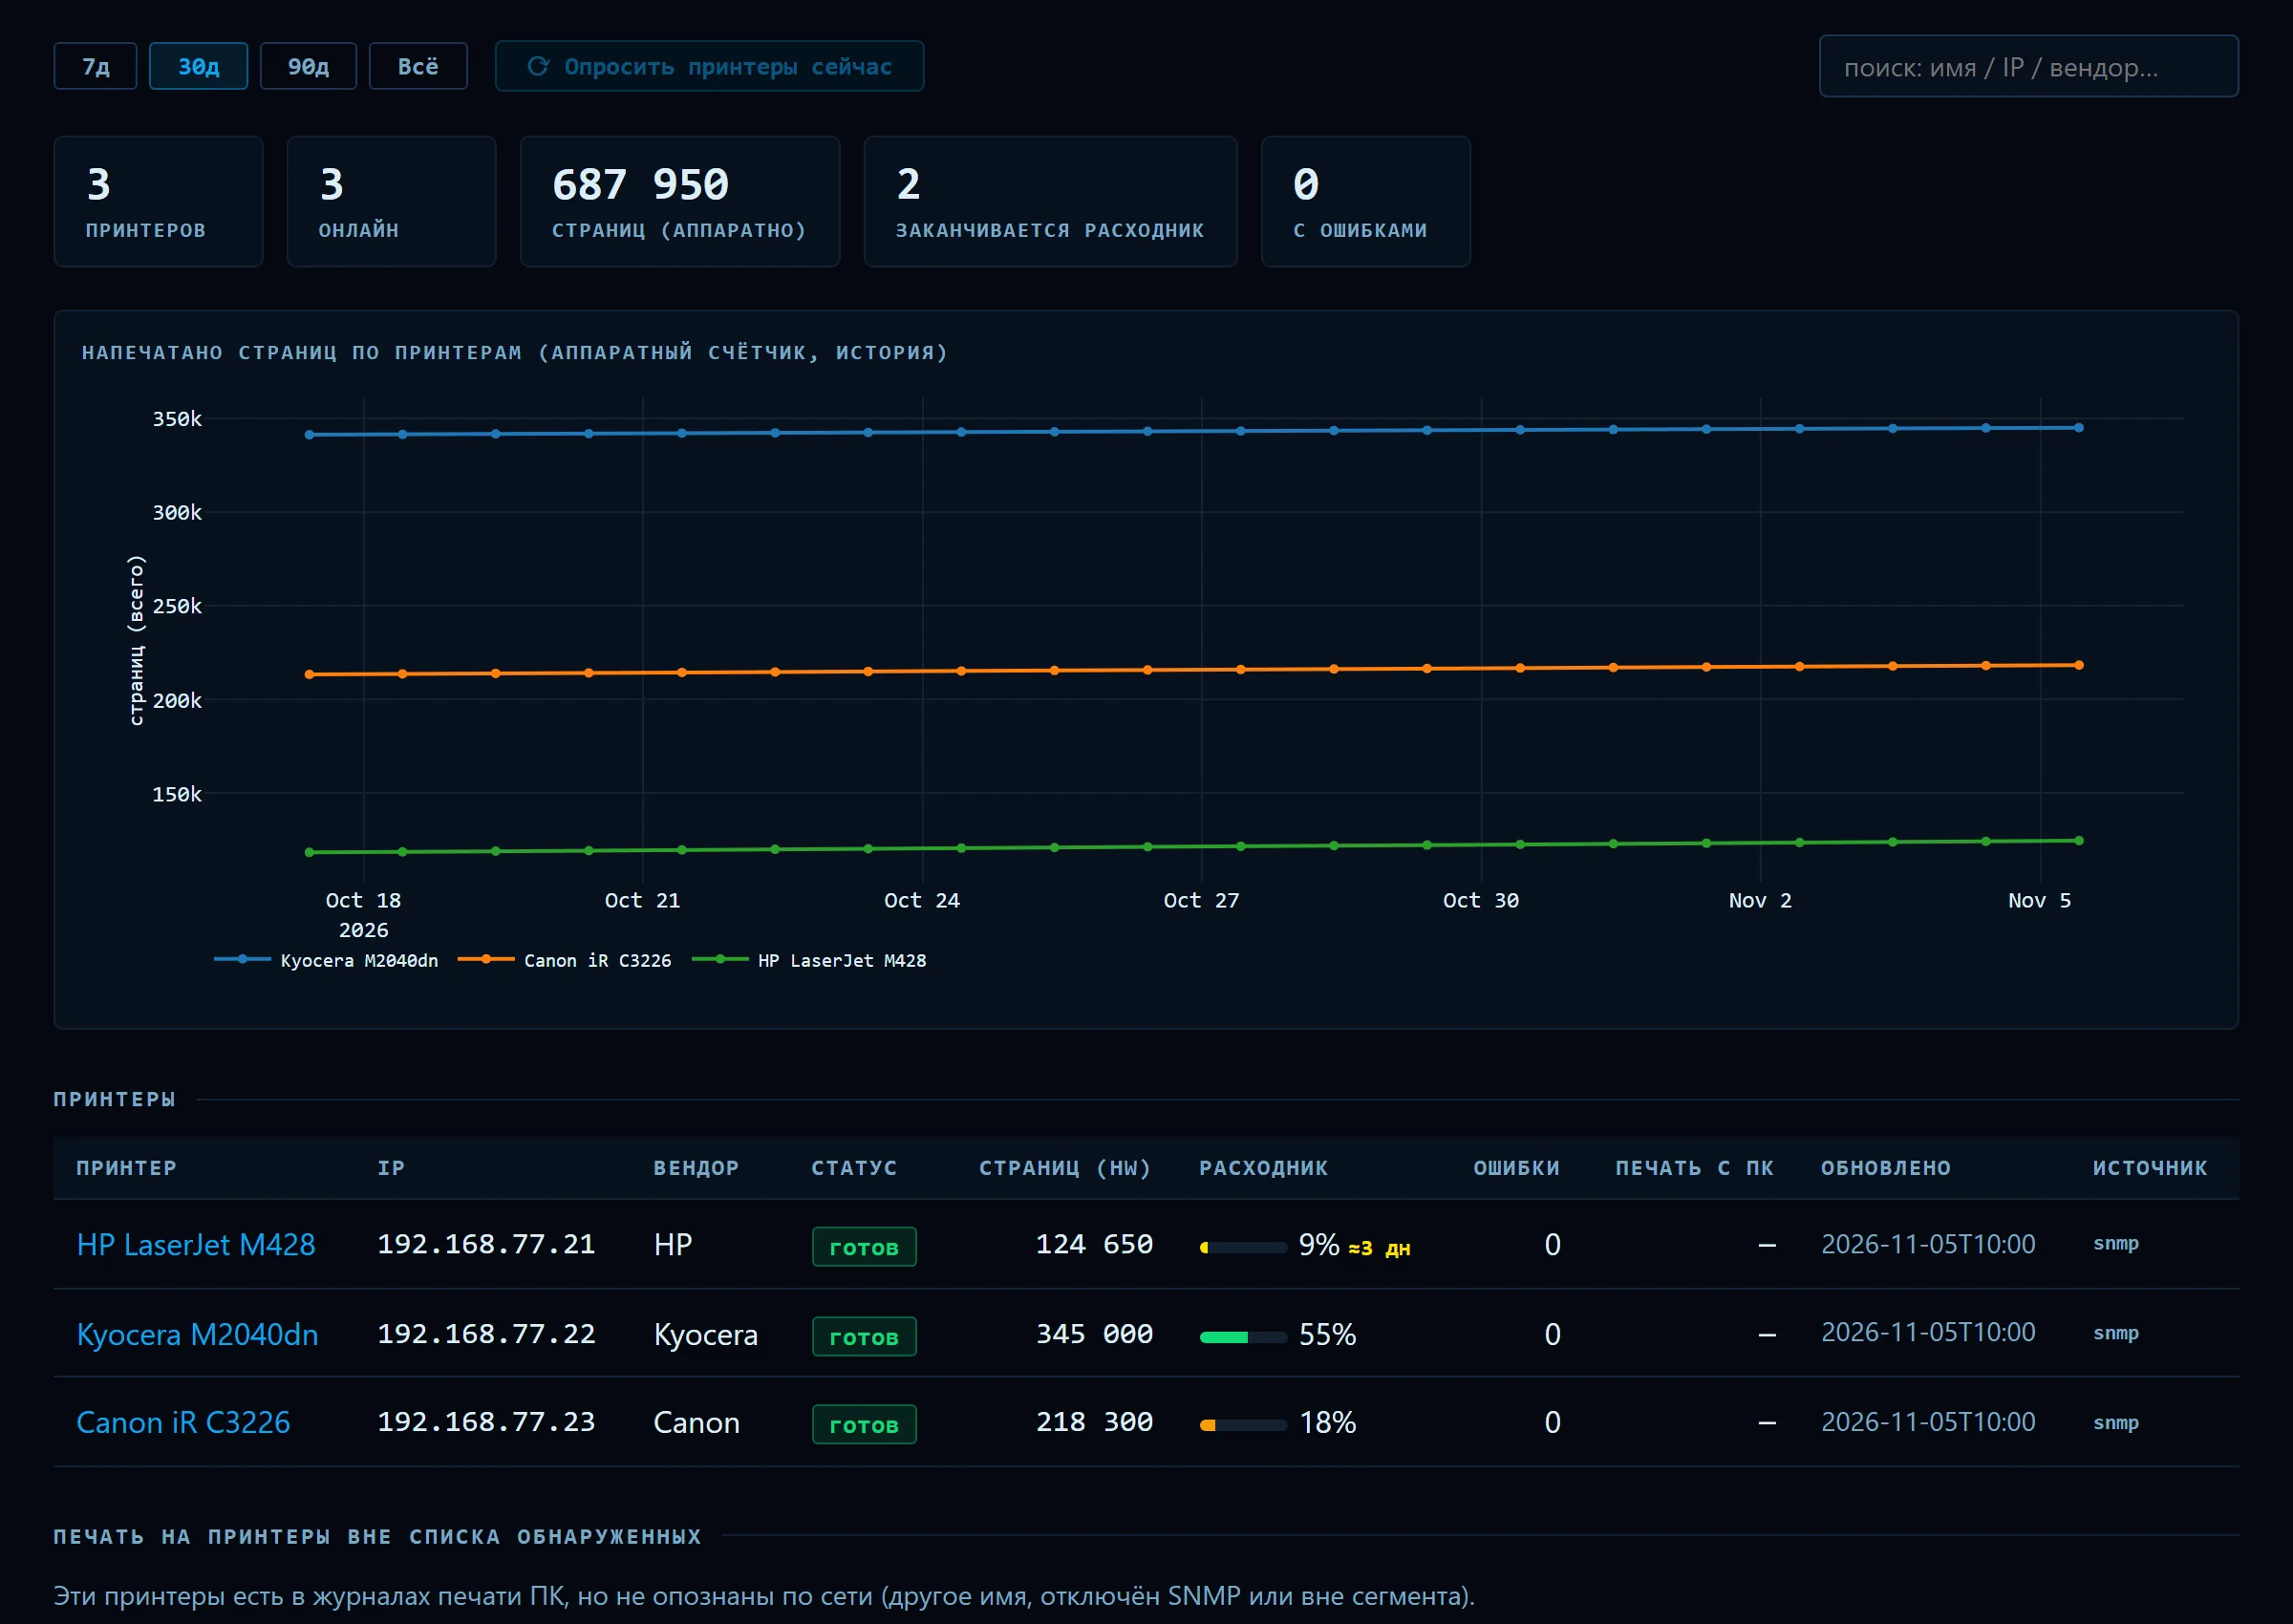 7д 30д 90д Всё ⟳ Опросить принтеры сейчас поиск: имя / IP / вендор...
3 3 687 950 2 0
ПРИНТЕРОВ ОНЛАЙН СТРАНИЦ (АППАРАТНО) ЗАКАНЧИВАЕТСЯ РАСХОДНИК С ОШИБКАМИ
НАПЕЧАТАНО СТРАНИЦ ПО ПРИНТЕРАМ (АППАРАТНЫЙ СЧЁТЧИК, ИСТОРИЯ)
страниц (всего)
350k
300k
250k
200k
150k
Oct 18 Oct 21 Oct 24 Oct 27 Oct 30 Nov 2 Nov 5
2026
Kyocera M2040dn Canon iR C3226 HP LaserJet M428
ПРИНТЕРЫ
ПРИНТЕР IP ВЕНДОР СТАТУС СТРАНИЦ (HW) РАСХОДНИК ОШИБКИ ПЕЧАТЬ С ПК ОБНОВЛЕНО ИСТОЧНИК
HP LaserJet M428 192.168.77.21 HP готов 124 650 9% ≈3 дн 0 — 2026-11-05T10:00 snmp
Kyocera M2040dn 192.168.77.22 Kyocera готов 345 000 55% 0 — 2026-11-05T10:00 snmp
Canon iR C3226 192.168.77.23 Canon готов 218 300 18% 0 — 2026-11-05T10:00 snmp
ПЕЧАТЬ НА ПРИНТЕРЫ ВНЕ СПИСКА ОБНАРУЖЕННЫХ
Эти принтеры есть в журналах печати ПК, но не опознаны по сети (другое имя, отключён SNMP или вне сегмента).